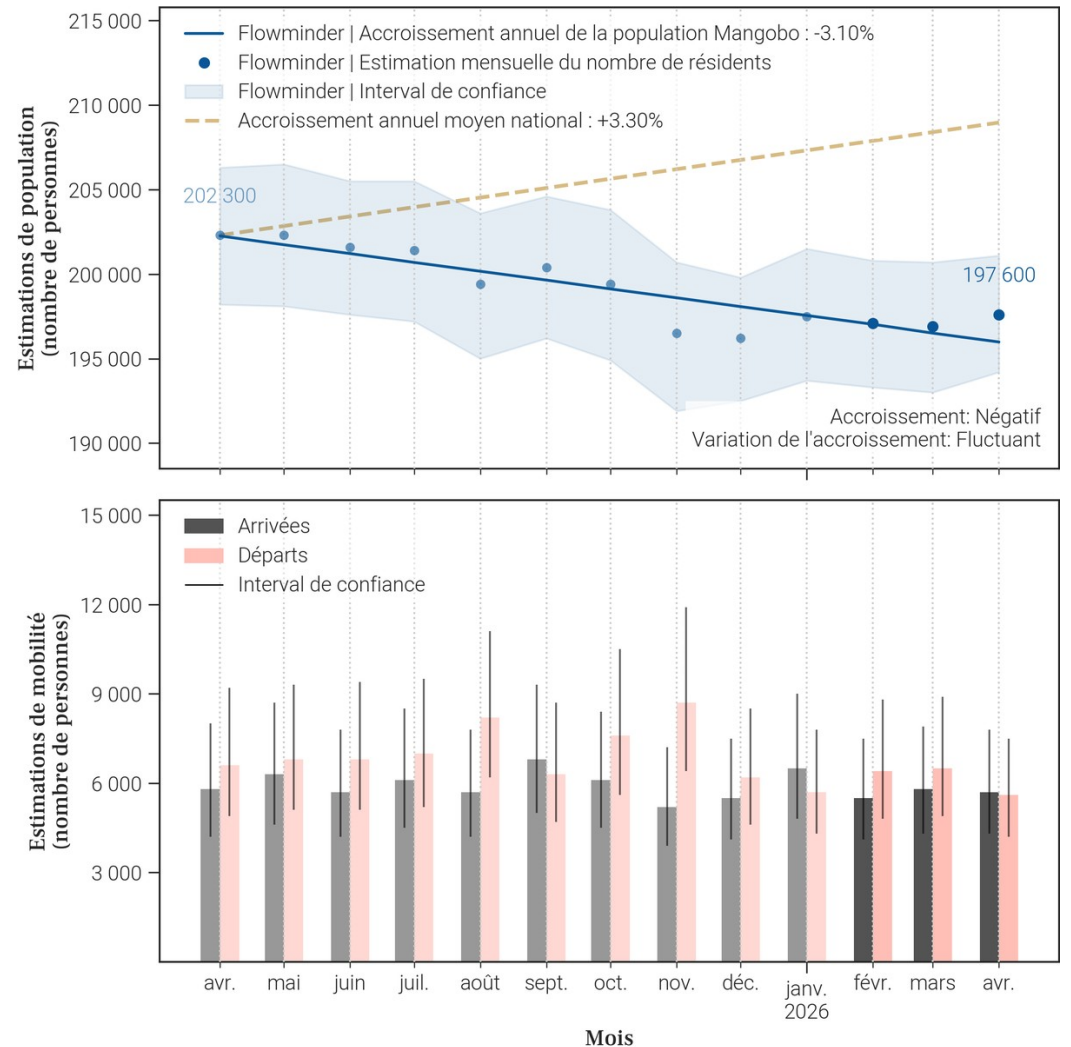 215 000
210 000
205 000
200 000
195 000
190 000
Estimations de population
(nombre de personnes)
Flowminder | Accroissement annuel de la population Mangobo : -3.10%
Flowminder | Estimation mensuelle du nombre de résidents
Flowminder | Interval de confiance
Accroissement annuel moyen national : +3.30%
202 300
197 600
Accroissement: Négatif
Variation de l'accroissement: Fluctuant
15 000
12 000
9 000
6 000
3 000
Estimations de mobilité
(nombre de personnes)
Arrivées
Départs
Interval de confiance
avr. mai juin juil. août sept. oct. nov. déc. janv. févr. mars avr.
2026
Mois